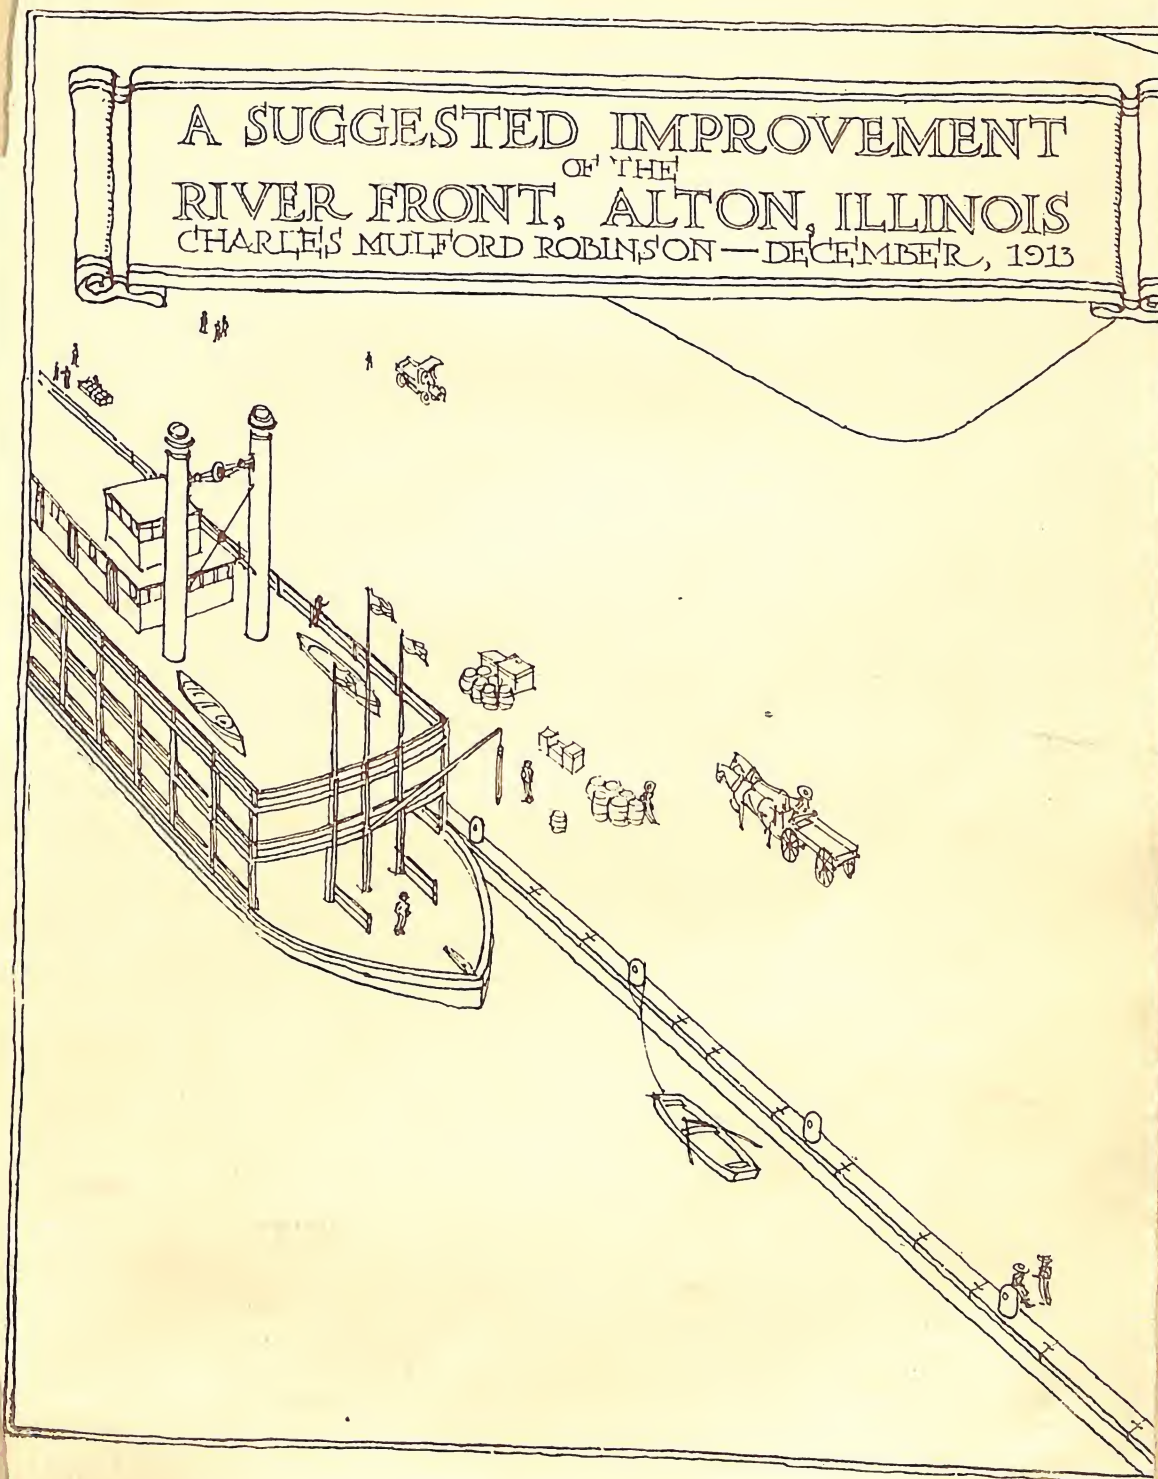 A SUGGESTED IMPROVEMENT
OF THE
RIVER FRONT, ALTON, ILLINOIS
CHARLES MULFORD ROBINSON — DECEMBER, 1913